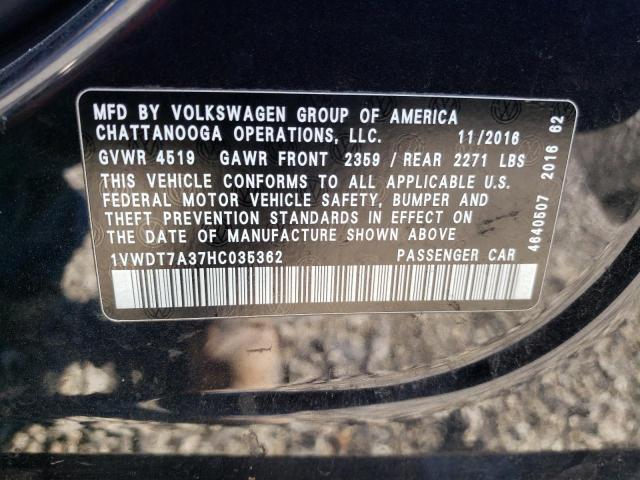 MFD BY VOLKSWAGEN GROUP OF AMERICA
CHATTANOOGA OPERATIONS, LLC. 11/2016
GVWR 4519 GAWR FRONT 2359 / REAR 2271 LBS
THIS VEHICLE CONFORMS TO ALL APPLICABLE U.S.
FEDERAL MOTOR VEHICLE SAFETY, BUMPER AND
THEFT PREVENTION STANDARDS IN EFFECT ON
THE DATE OF MANUFACTURE SHOWN ABOVE
1VWDT7A37HC035362 PASSENGER CAR
4640507 2016 62